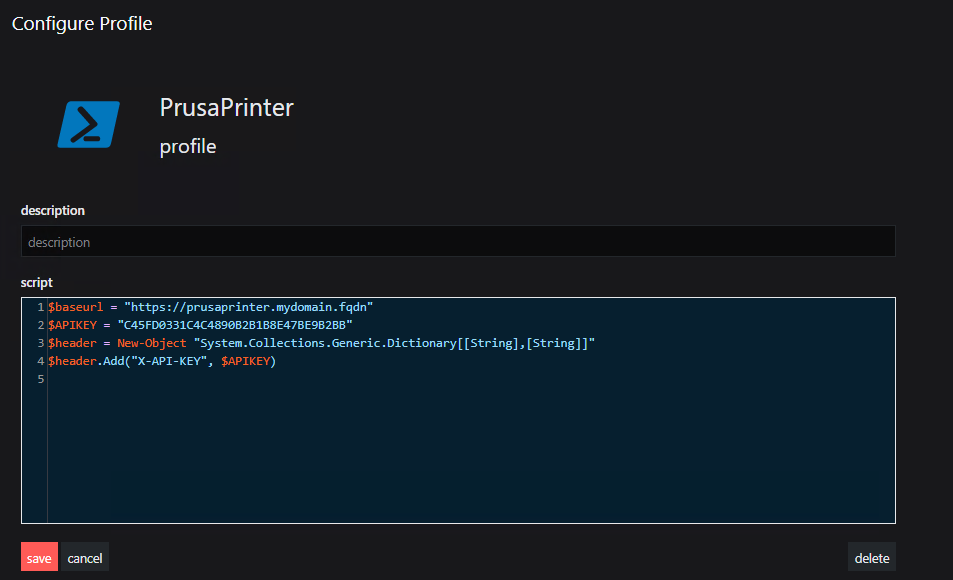 Configure Profile
PrusaPrinter
profile
description
description
script
1 $baseurl = "https://prusaprinter.mydomain.fqdn"
2 $APIKEY = "C45FD0331C4C4890B2B1B8E47BE9B2BB"
3 $header = New-Object "System.Collections.Generic.Dictionary[[String],[String]]"
4 $header.Add("X-API-KEY", $APIKEY)
5
save cancel delete